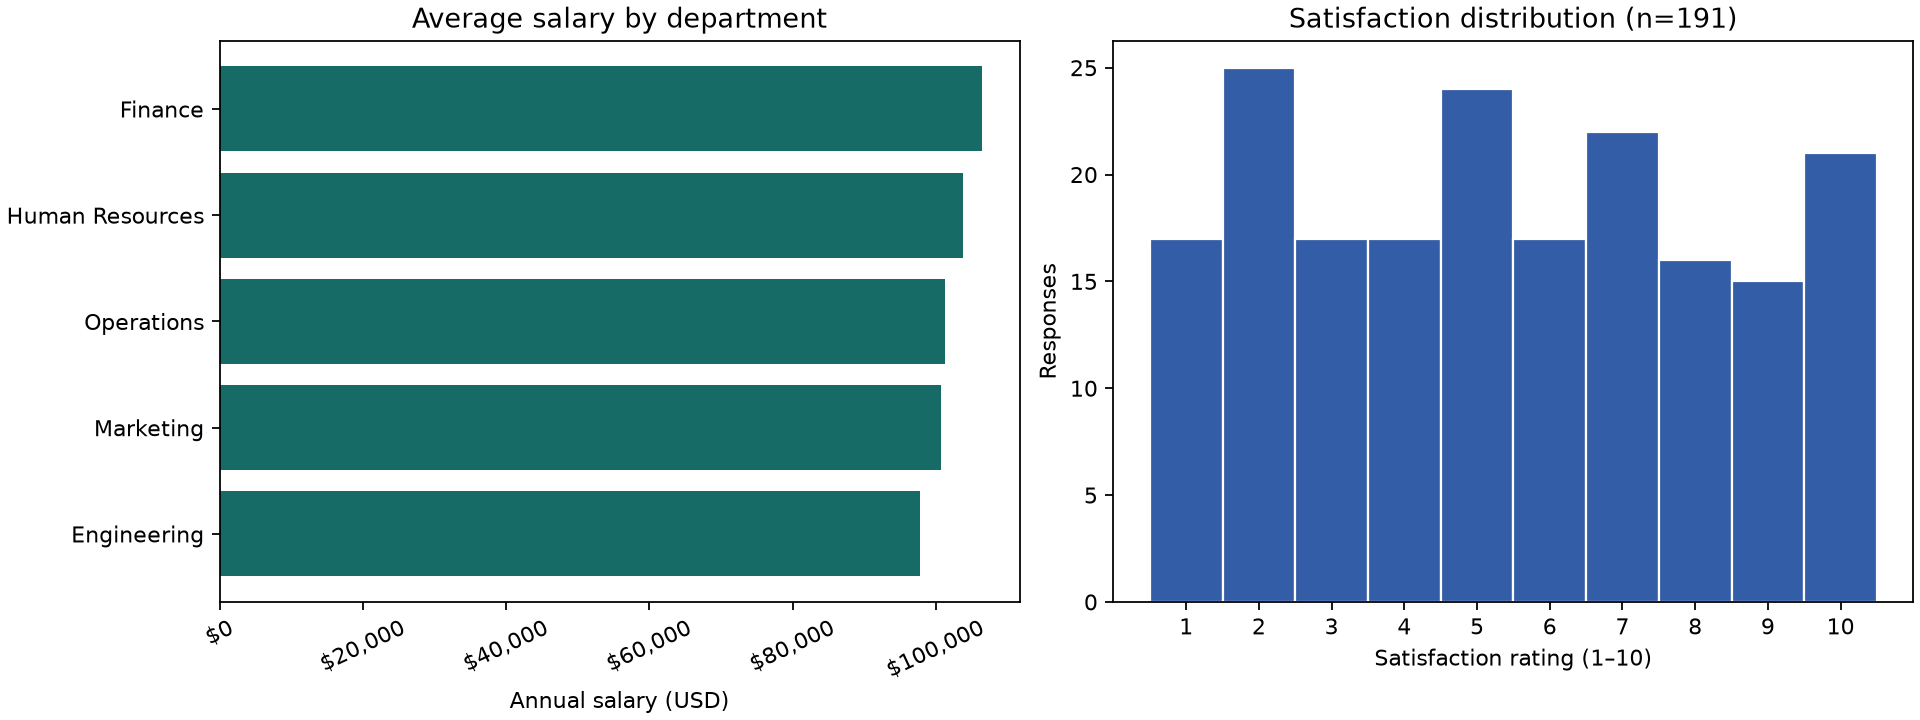 Average salary by department
Finance
Human Resources
Operations
Marketing
Engineering
$0
$20,000
$40,000
$60,000
$80,000
$100,000
Annual salary (USD)
Satisfaction distribution (n=191)
25
20
15
10
5
0
Responses
1
2
3
4
5
6
7
8
9
10
Satisfaction rating (1–10)